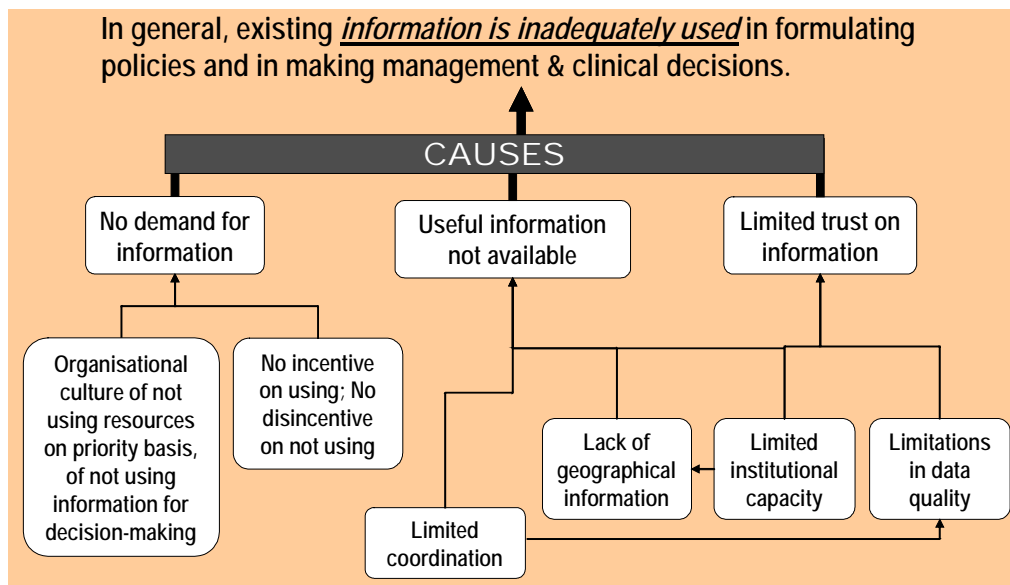 In general, existing information is inadequately used in formulating
policies and in making management & clinical decisions.
CAUSES
No demand for
information
Useful information
not available
Limited trust on
information
Organisational
culture of not
using resources
on priority basis,
of not using
information for
decision-making
No incentive
on using; No
disincentive
on not using
Lack of
geographical
information
Limited
institutional
capacity
Limitations
in data
quality
Limited
coordination